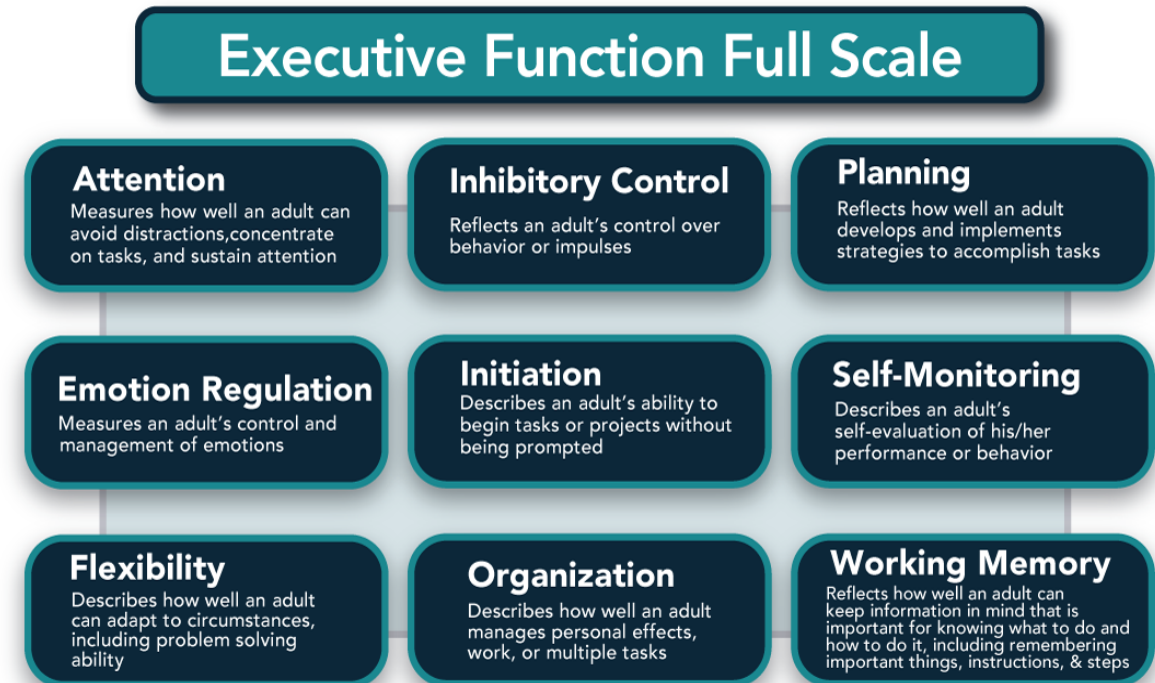 Executive Function Full Scale
Attention
Measures how well an adult can
avoid distractions,concentrate
on tasks, and sustain attention
Inhibitory Control
Reflects an adult's control over
behavior or impulses
Planning
Reflects how well an adult
develops and implements
strategies to accomplish tasks
Emotion Regulation
Measures an adult's control and
management of emotions
Initiation
Describes an adult's ability to
begin tasks or projects without
being prompted
Self-Monitoring
Describes an adult's
self-evaluation of his/her
performance or behavior
Flexibility
Describes how well an adult
can adapt to circumstances,
including problem solving
ability
Organization
Describes how well an adult
manages personal effects,
work, or multiple tasks
Working Memory
Reflects how well an adult can
keep information in mind that is
important for knowing what to do and
how to do it, including remembering
important things, instructions, & steps